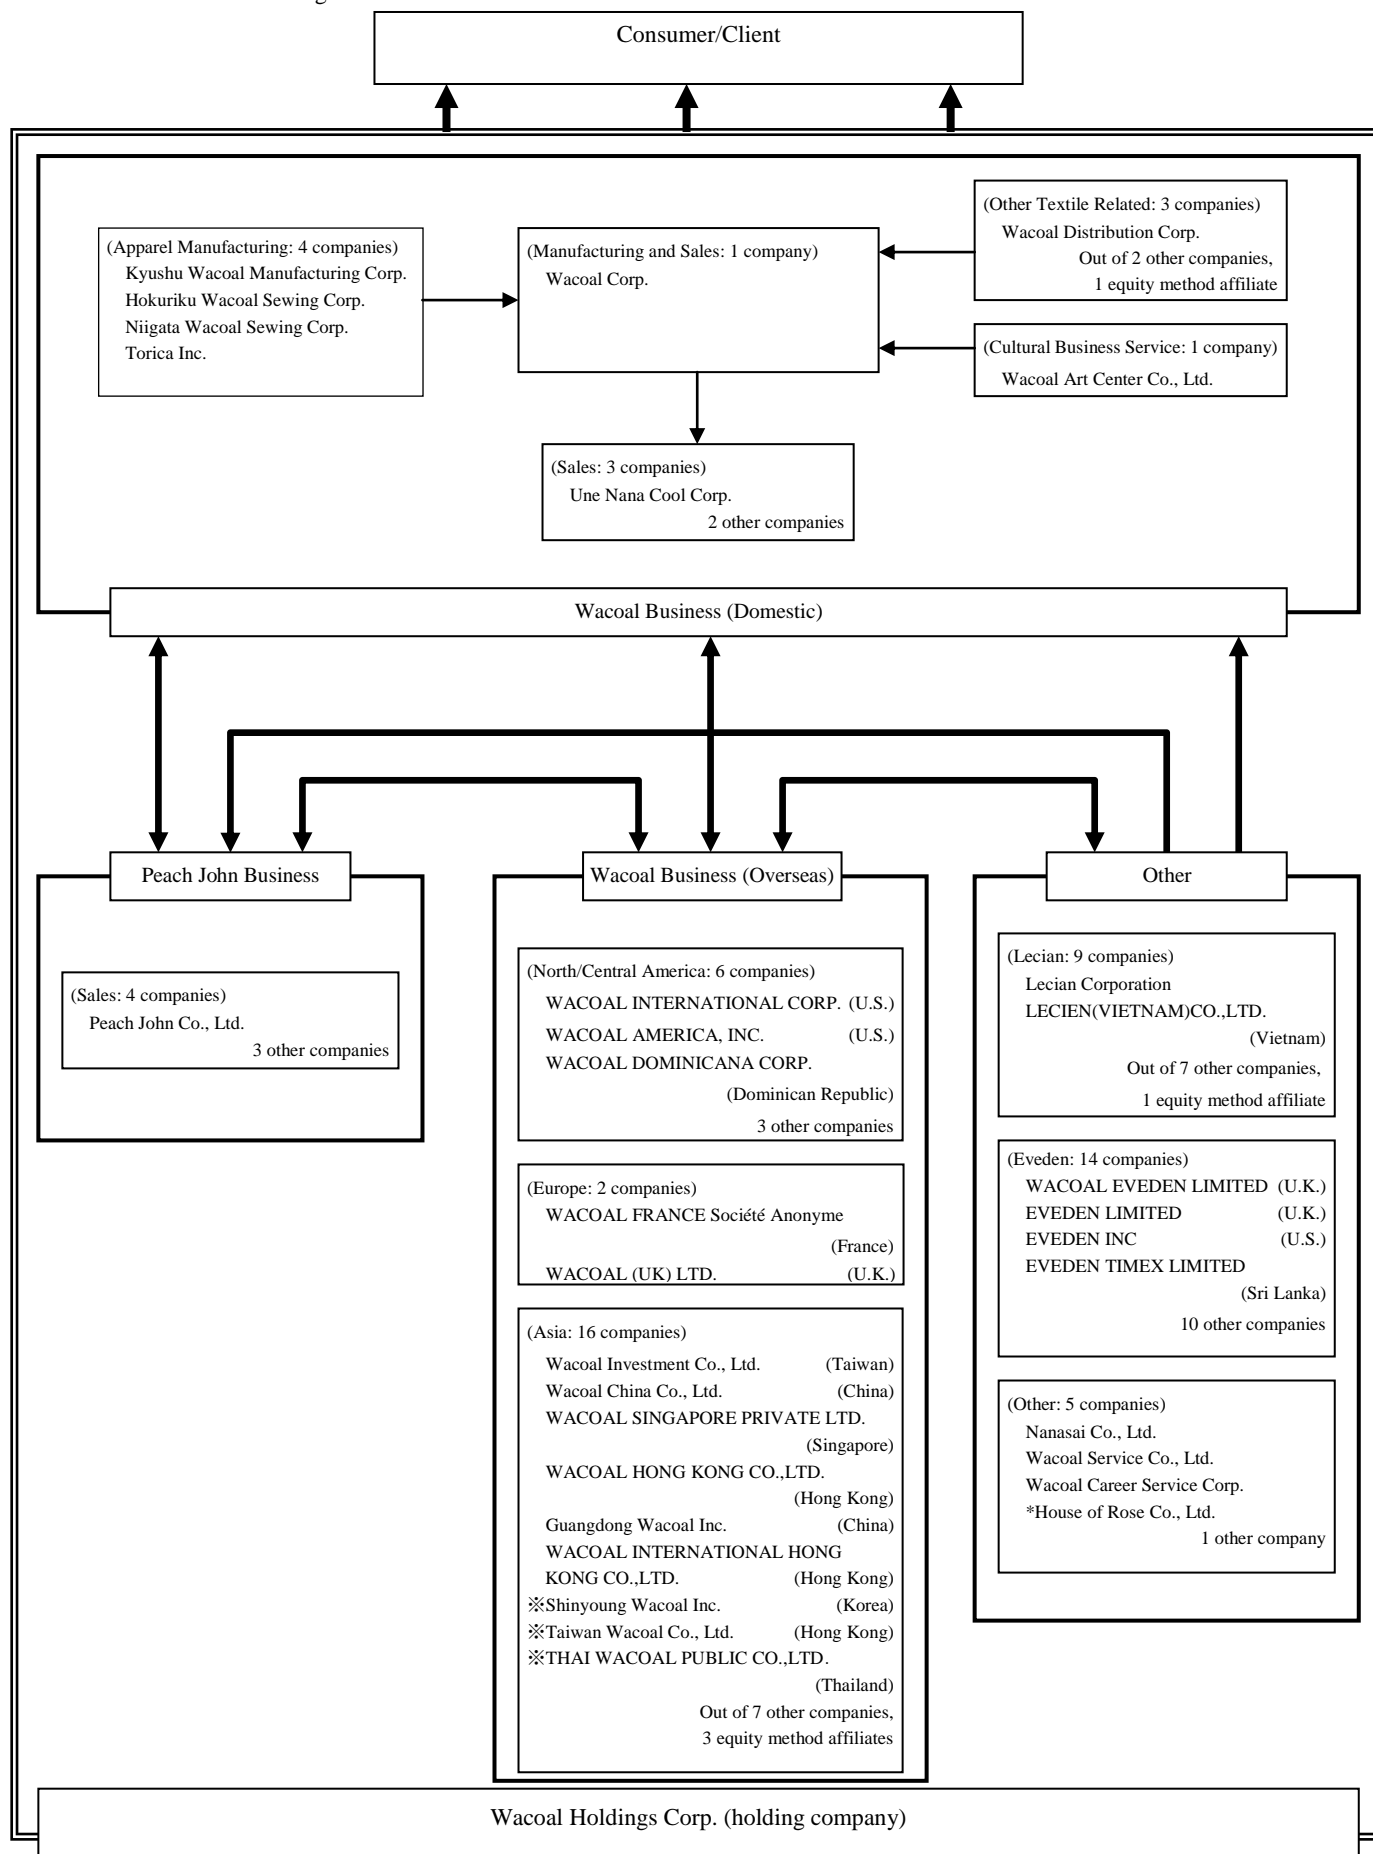 Consumer/Client
(Other Textile Related: 3 companies)
Wacoal Distribution Corp.
Out of 2 other companies,
1 equity method affiliate
(Apparel Manufacturing: 4 companies)
Kyushu Wacoal Manufacturing Corp.
Hokuriku Wacoal Sewing Corp.
Niigata Wacoal Sewing Corp.
Torica Inc.
(Manufacturing and Sales: 1 company)
Wacoal Corp.
(Cultural Business Service: 1 company)
Wacoal Art Center Co., Ltd.
(Sales: 3 companies)
Une Nana Cool Corp.
2 other companies
Wacoal Business (Domestic)
Peach John Business
(Sales: 4 companies)
Peach John Co., Ltd.
3 other companies
Wacoal Business (Overseas)
(North/Central America: 6 companies)
WACOAL INTERNATIONAL CORP. (U.S.)
WACOAL AMERICA, INC. (U.S.)
WACOAL DOMINICANA CORP.
(Dominican Republic)
3 other companies
(Europe: 2 companies)
WACOAL FRANCE Société Anonyme
(France)
WACOAL (UK) LTD. (U.K.)
(Asia: 16 companies)
Wacoal Investment Co., Ltd. (Taiwan)
Wacoal China Co., Ltd. (China)
WACOAL SINGAPORE PRIVATE LTD.
(Singapore)
WACOAL HONG KONG CO.,LTD.
(Hong Kong)
Guangdong Wacoal Inc. (China)
WACOAL INTERNATIONAL HONG
KONG CO.,LTD. (Hong Kong)
※Shinyoung Wacoal Inc. (Korea)
※Taiwan Wacoal Co., Ltd. (Hong Kong)
※THAI WACOAL PUBLIC CO.,LTD.
(Thailand)
Out of 7 other companies,
3 equity method affiliates
Other
(Lecian: 9 companies)
Lecian Corporation
LECIEN(VIETNAM)CO.,LTD.
(Vietnam)
Out of 7 other companies,
1 equity method affiliate
(Eveden: 14 companies)
WACOAL EVEDEN LIMITED (U.K.)
EVEDEN LIMITED (U.K.)
EVEDEN INC (U.S.)
EVEDEN TIMEX LIMITED
(Sri Lanka)
10 other companies
(Other: 5 companies)
Nanasai Co., Ltd.
Wacoal Service Co., Ltd.
Wacoal Career Service Corp.
*House of Rose Co., Ltd.
1 other company
Wacoal Holdings Corp. (holding company)